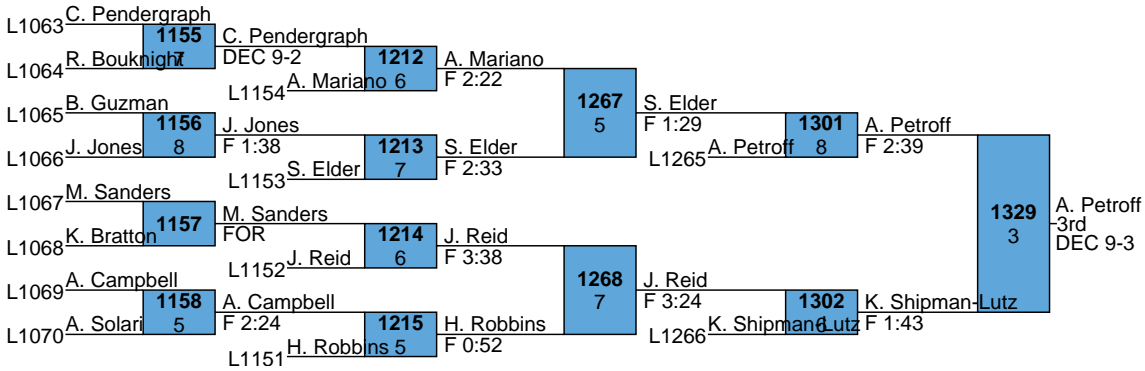 L1063 C. Pendergraph
1155
7
C. Pendergraph
DEC 9-2
L1064 R. Bouknight
1212
6
A. Mariano
F 2:22
L1154 A. Mariano
L1065 B. Guzman
1156
8
J. Jones
F 1:38
L1066 J. Jones
1213
7
S. Elder
F 2:33
L1153 S. Elder
1267
5
S. Elder
F 1:29
1301
8
A. Petroff
F 2:39
L1265 A. Petroff
L1067 M. Sanders
1157
M. Sanders
FOR
L1068 K. Bratton
1214
6
J. Reid
F 3:38
L1152 J. Reid
L1069 A. Campbell
1158
5
A. Campbell
F 2:24
L1070 A. Solari
1215
5
H. Robbins
F 0:52
L1151 H. Robbins
1268
7
J. Reid
F 3:24
1302
6
K. Shipman-Lutz
F 1:43
L1266 K. Shipman-Lutz
1329
3
A. Petroff
3rd
DEC 9-3